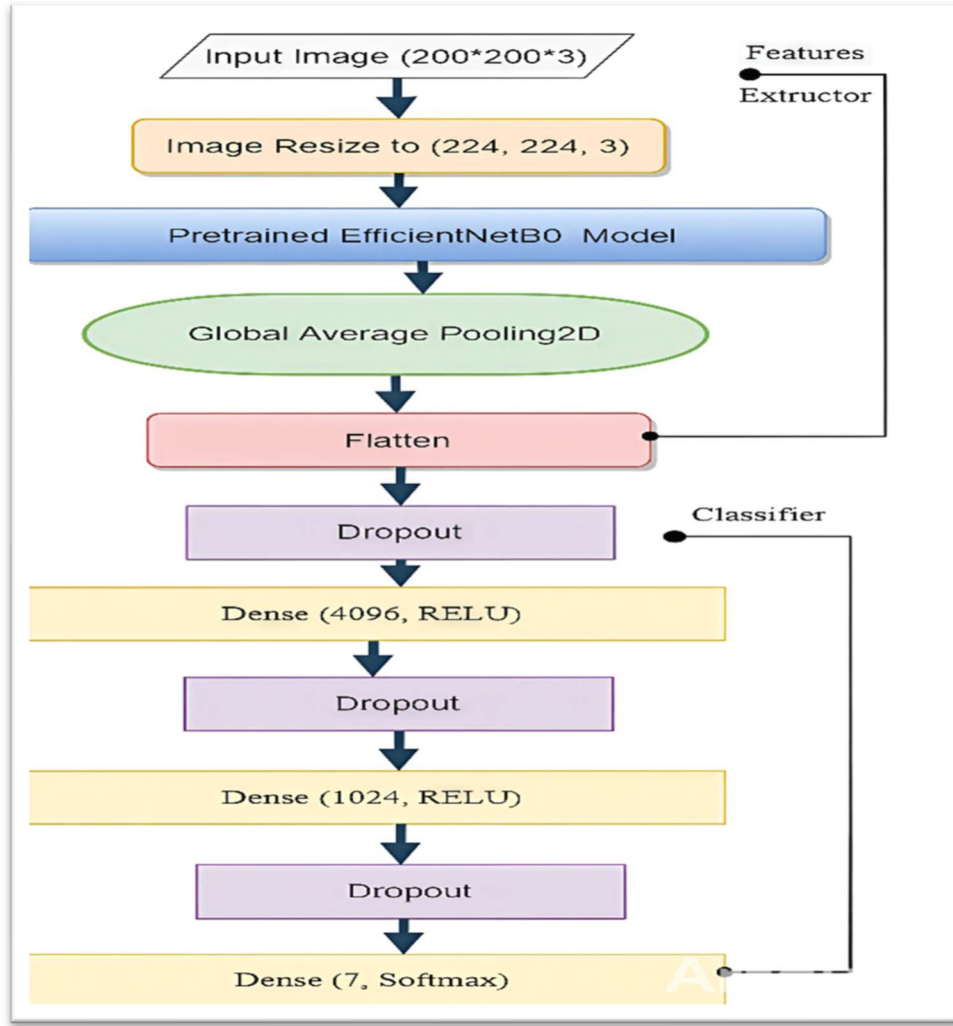 Input Image (200*200*3)
Features
Extructor
Image Resize to (224, 224, 3)
Pretrained EfficientNetB0 Model
Global Average Pooling2D
Flatten
Dropout
Classifier
Dense (4096, RELU)
Dropout
Dense (1024, RELU)
Dropout
Dense (7, Softmax)